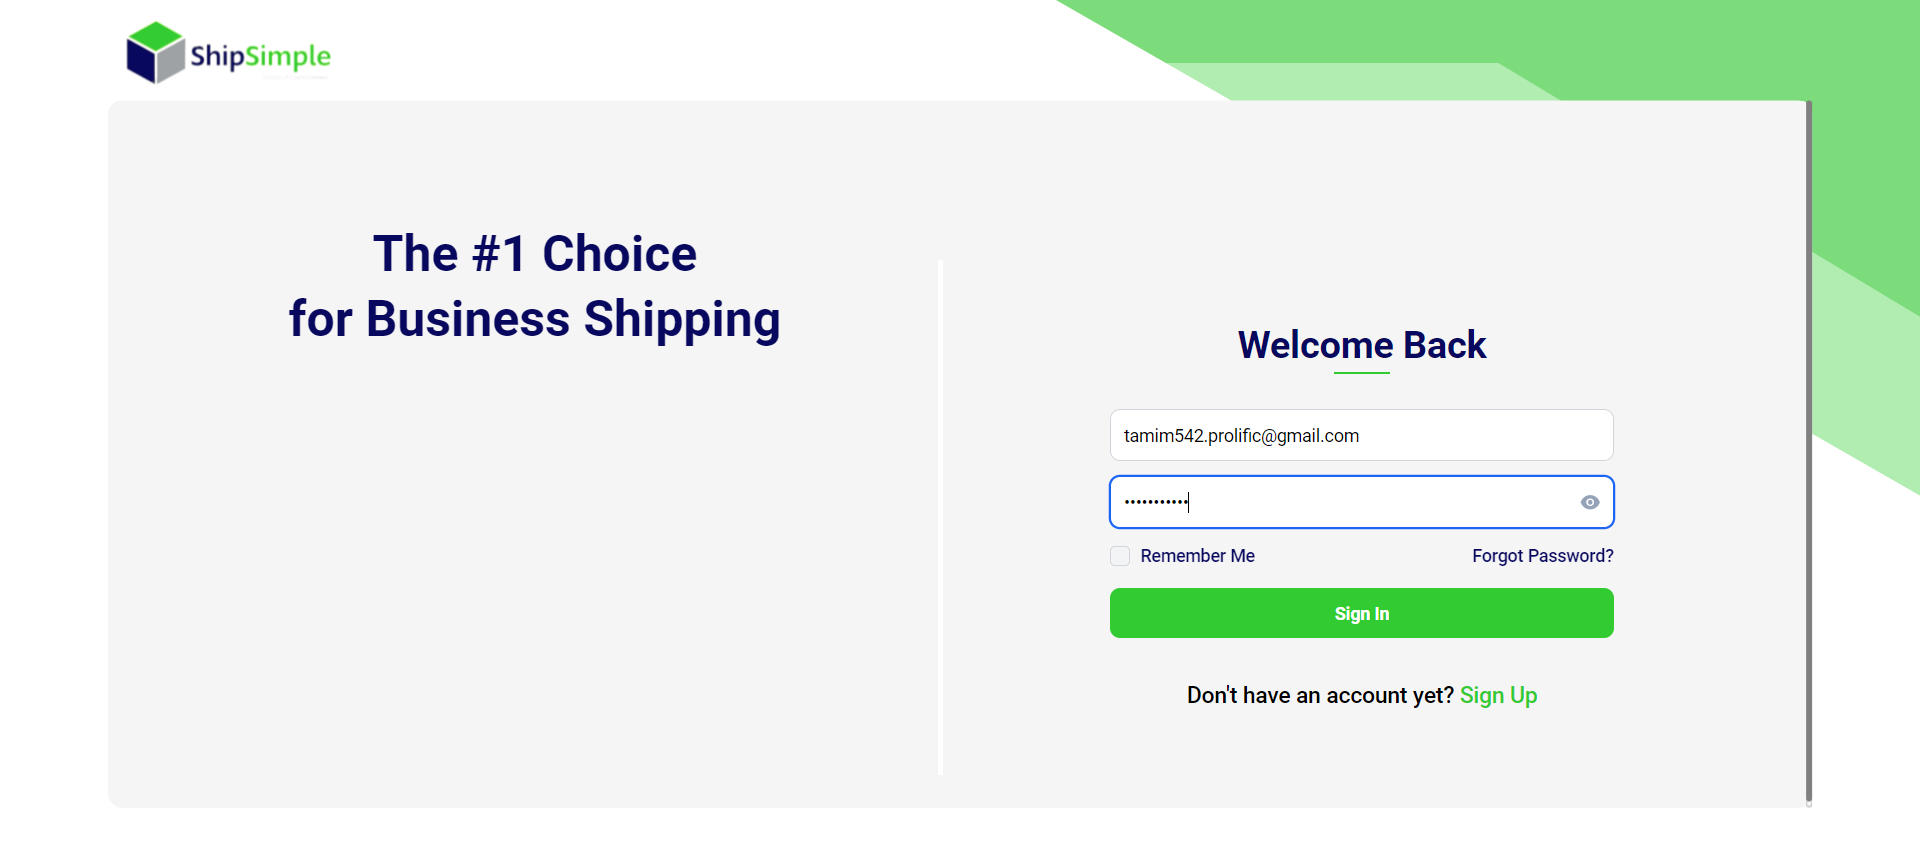 ShipSimple
The #1 Choice
for Business Shipping
Welcome Back
tamim542.prolific@gmail.com
•••••••••••
Remember Me
Forgot Password?
Sign In
Don't have an account yet? Sign Up